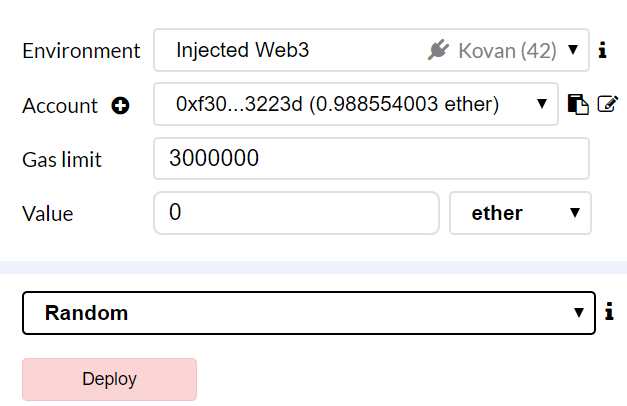 Environment Injected Web3 Kovan (42)
Account 0xf30...3223d (0.988554003 ether)
Gas limit 3000000
Value 0 ether
Random
Deploy